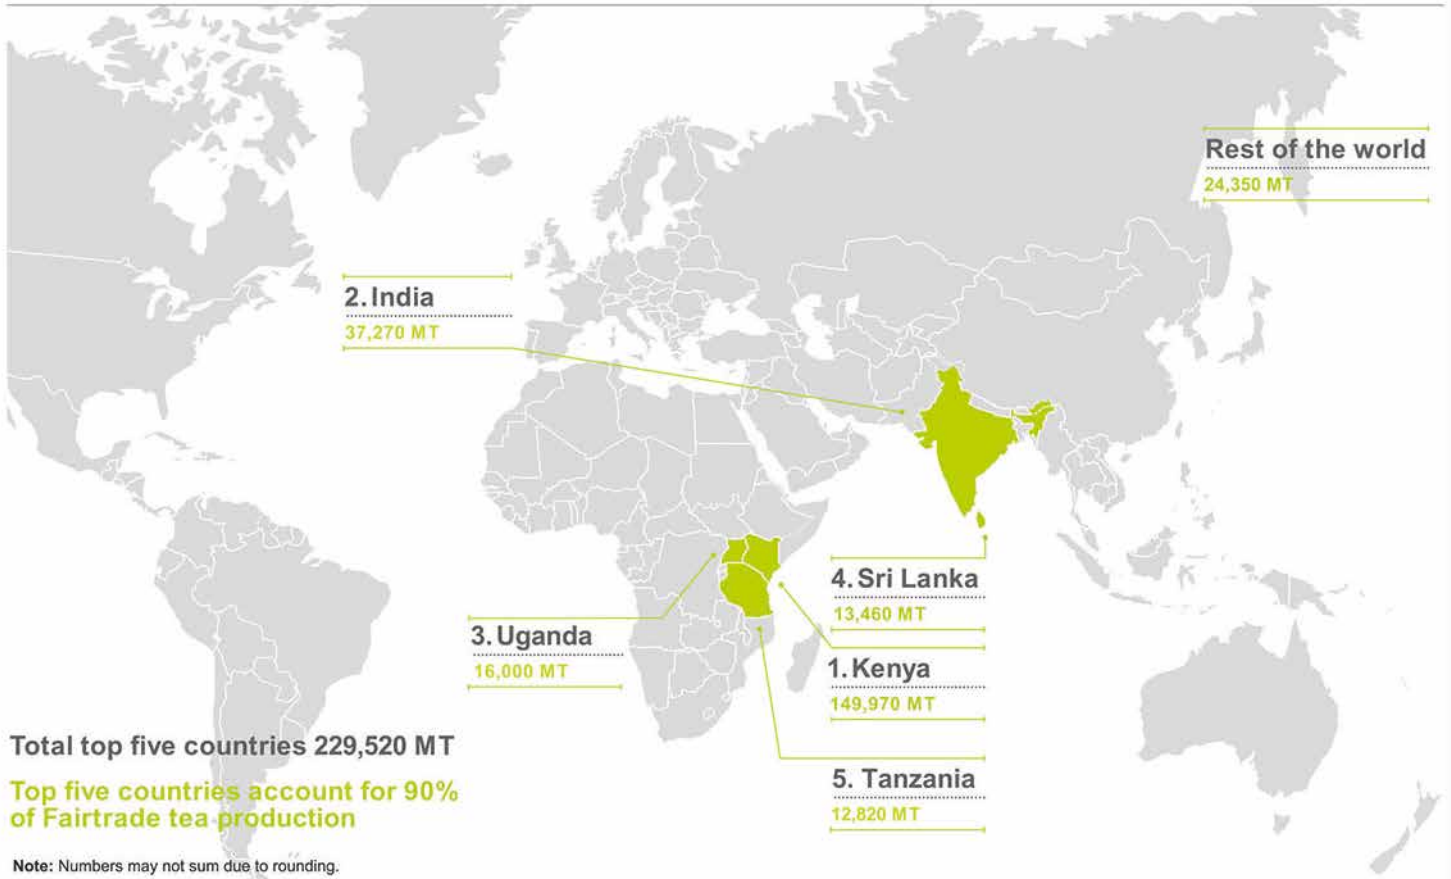 Rest of the world
24,350 MT
2. India
37,270 MT
4. Sri Lanka
13,460 MT
3. Uganda
16,000 MT
1. Kenya
149,970 MT
Total top five countries 229,520 MT
5. Tanzania
12,820 MT
Top five countries account for 90%
of Fairtrade tea production
Note: Numbers may not sum due to rounding.